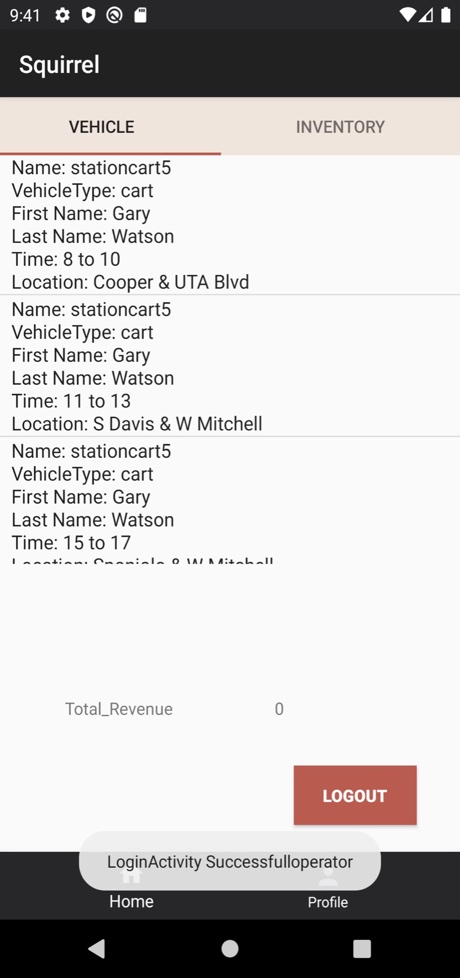 9:41
Squirrel
VEHICLE INVENTORY
Name: stationcart5
VehicleType: cart
First Name: Gary
Last Name: Watson
Time: 8 to 10
Location: Cooper & UTA Blvd
Name: stationcart5
VehicleType: cart
First Name: Gary
Last Name: Watson
Time: 11 to 13
Location: S Davis & W Mitchell
Name: stationcart5
VehicleType: cart
First Name: Gary
Last Name: Watson
Time: 15 to 17
Location: & W Mitchell
Total_Revenue 0
LOGOUT
LoginActivity Successfulloperator
Home Profile